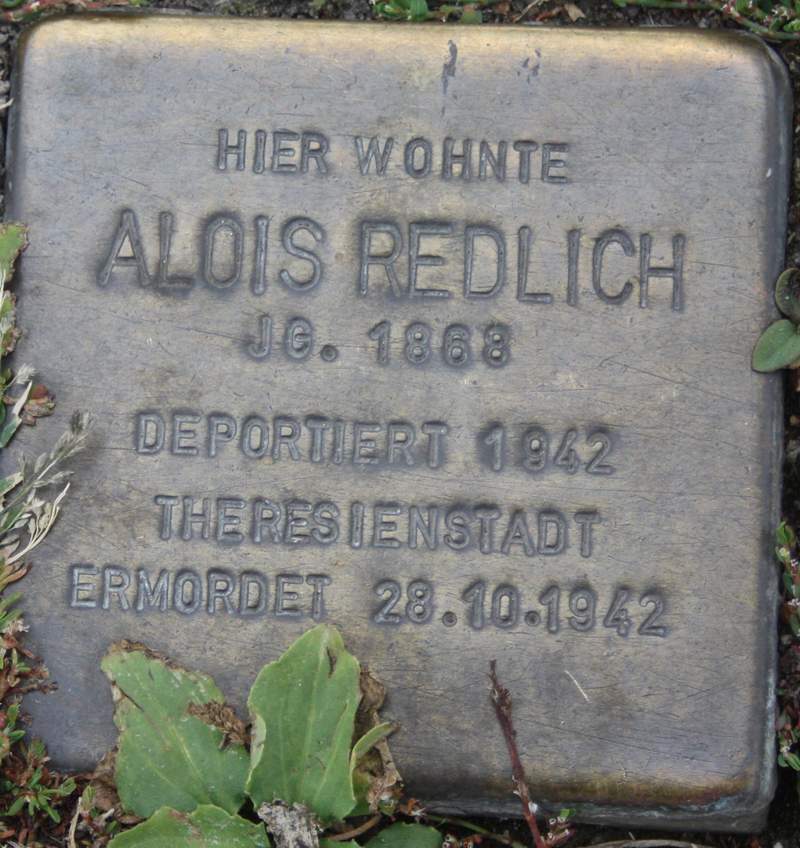 HIER WOHNTE
ALOIS REDLICH
JG. 1868
DEPORTIERT 1942
THERESIENSTADT
ERMORDET 28.10.1942